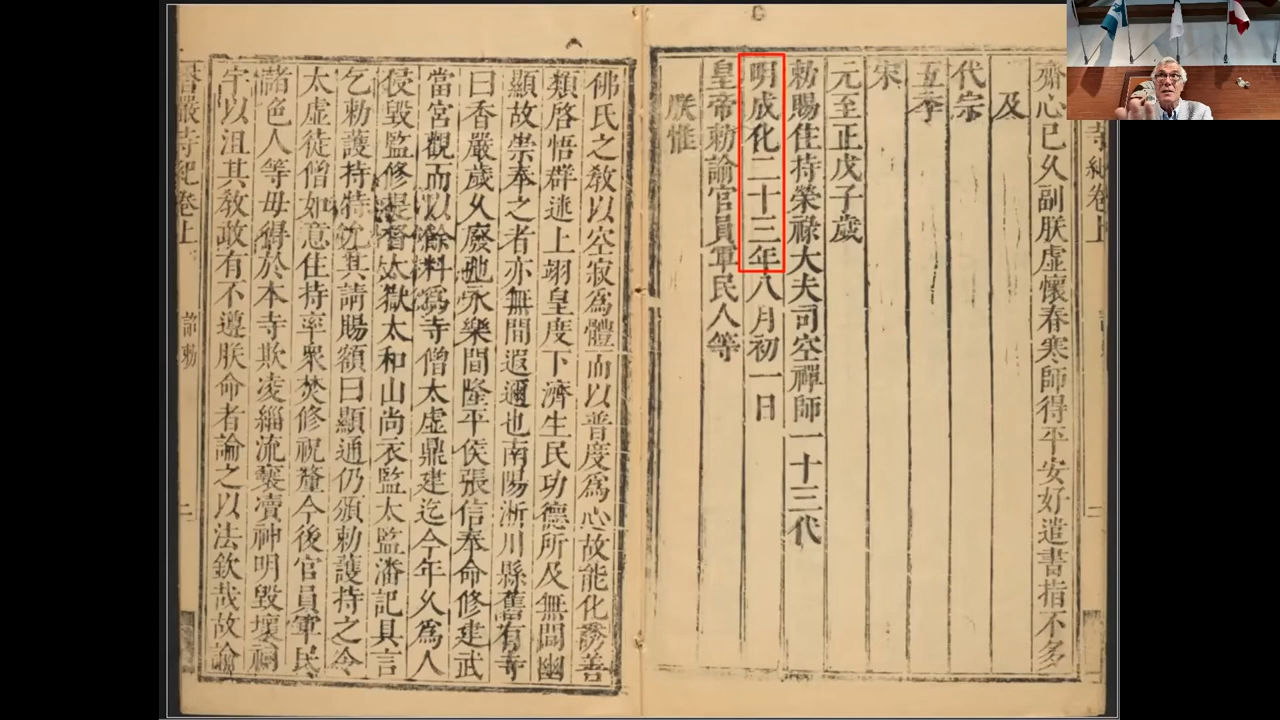 齋心已久副朕虛懷春寒師得平安好遣書指不多
及
代宗
五季
宋
元至正戊子歲
勅賜住持榮祿大夫司空禪師一十三代
明成化二十三年八月初一日
皇帝勅諭官員軍民人等
朕惟
佛氏之教以空寂為體而以普度為心故能化誘善
類啓悟群迷上翊皇度下濟生民功德所及無間幽
顯故崇奉之者亦無間遐邇也南陽淅川縣舊有寺
曰香嚴歲久廢弛永樂間隆平侯張信奉命修建武
當宮觀而以餘料為寺僧太虛鼎建迄今年久為人
侵毀監修提督太嶽太和山尚衣監太監潘記具言
乞勅護持特允其請賜額曰顯通仍頒勅護持之今
太虛徒僧如意住持率眾焚修祝釐今後官員軍民
諸色人等毋得於本寺欺凌緇流褻瀆神明毀壞祠
宇以沮其教敢有不遵朕命者論之以法欽哉故諭
香嚴寺紀卷上
詔勅
二